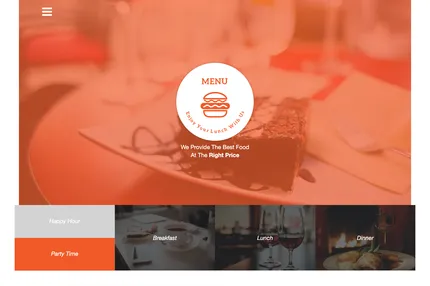 MENU
Enjoy Your Lunch With Us
We Provide The Best Food
At The Right Price
Happy Hour
Breakfast
Lunch
Dinner
Party Time